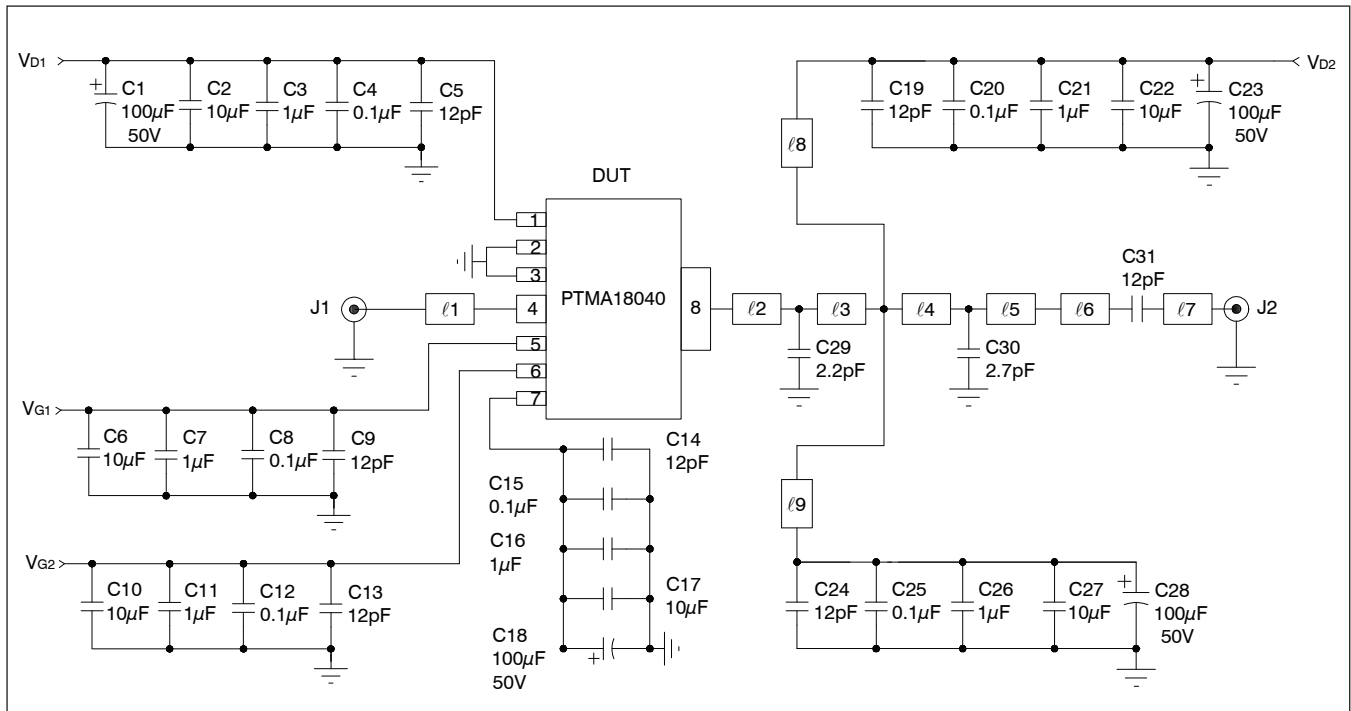 VD1
+
C1
100µF
50V
C2
10µF
C3
1µF
C4
0.1µF
C5
12pF
C19
12pF
C20
0.1µF
C21
1µF
C22
10µF
+
C23
100µF
50V
VD2
ℓ8
DUT
1
2
3
4
5
6
7
8
PTMA18040
J1
ℓ1
ℓ2
ℓ3
ℓ4
ℓ5
ℓ6
C31
12pF
ℓ7
J2
C29
2.2pF
C30
2.7pF
VG1
C6
10µF
C7
1µF
C8
0.1µF
C9
12pF
C14
12pF
C15
0.1µF
C16
1µF
C17
10µF
C18
100µF
50V
+
ℓ9
VG2
C10
10µF
C11
1µF
C12
0.1µF
C13
12pF
C24
12pF
C25
0.1µF
C26
1µF
C27
10µF
+
C28
100µF
50V